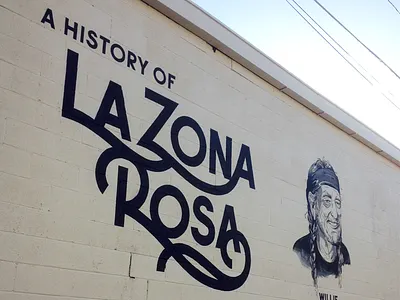 A HISTORY OF
LA ZONA
ROSA
WILLIE